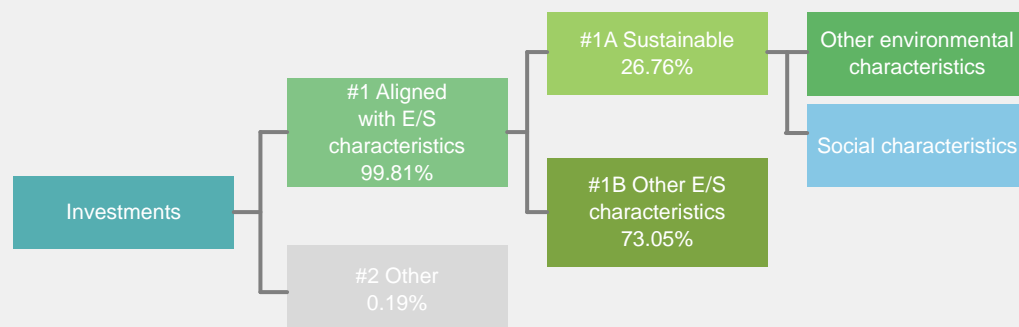 Investments
#1 Aligned
with E/S
characteristics
99.81%
#2 Other
0.19%
#1A Sustainable
26.76%
#1B Other E/S
characteristics
73.05%
Other environmental
characteristics
Social characteristics